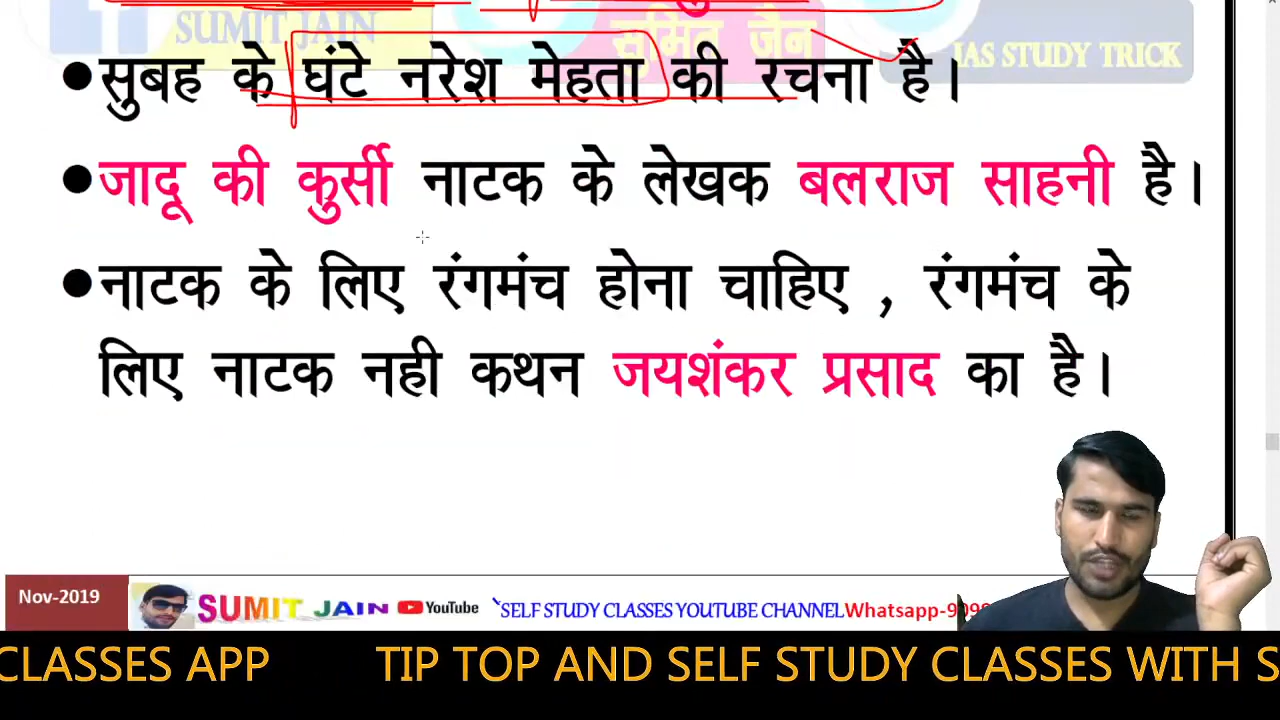 SUMIT JAIN
सुमित जैन
IAS STUDY TRICK
●सुबह के घंटे नरेश मेहता की रचना है।
●जादू की कुर्सी नाटक के लेखक बलराज साहनी है।
●नाटक के लिए रंगमंच होना चाहिए , रंगमंच के
लिए नाटक नही कथन जयशंकर प्रसाद का है।
Nov-2019
SUMIT JAIN YouTube `SELF STUDY CLASSES YOUTUBE CHANNEL Whatsapp-9098
CLASSES APP TIP TOP AND SELF STUDY CLASSES WITH S